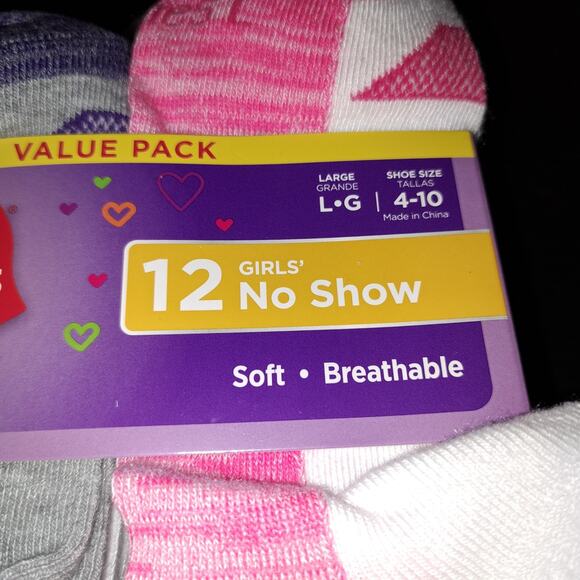 VALUE PACK
LARGE
GRANDE
L•G
SHOE SIZE
TALLAS
4-10
Made in China
12 GIRLS' No Show
Soft • Breathable